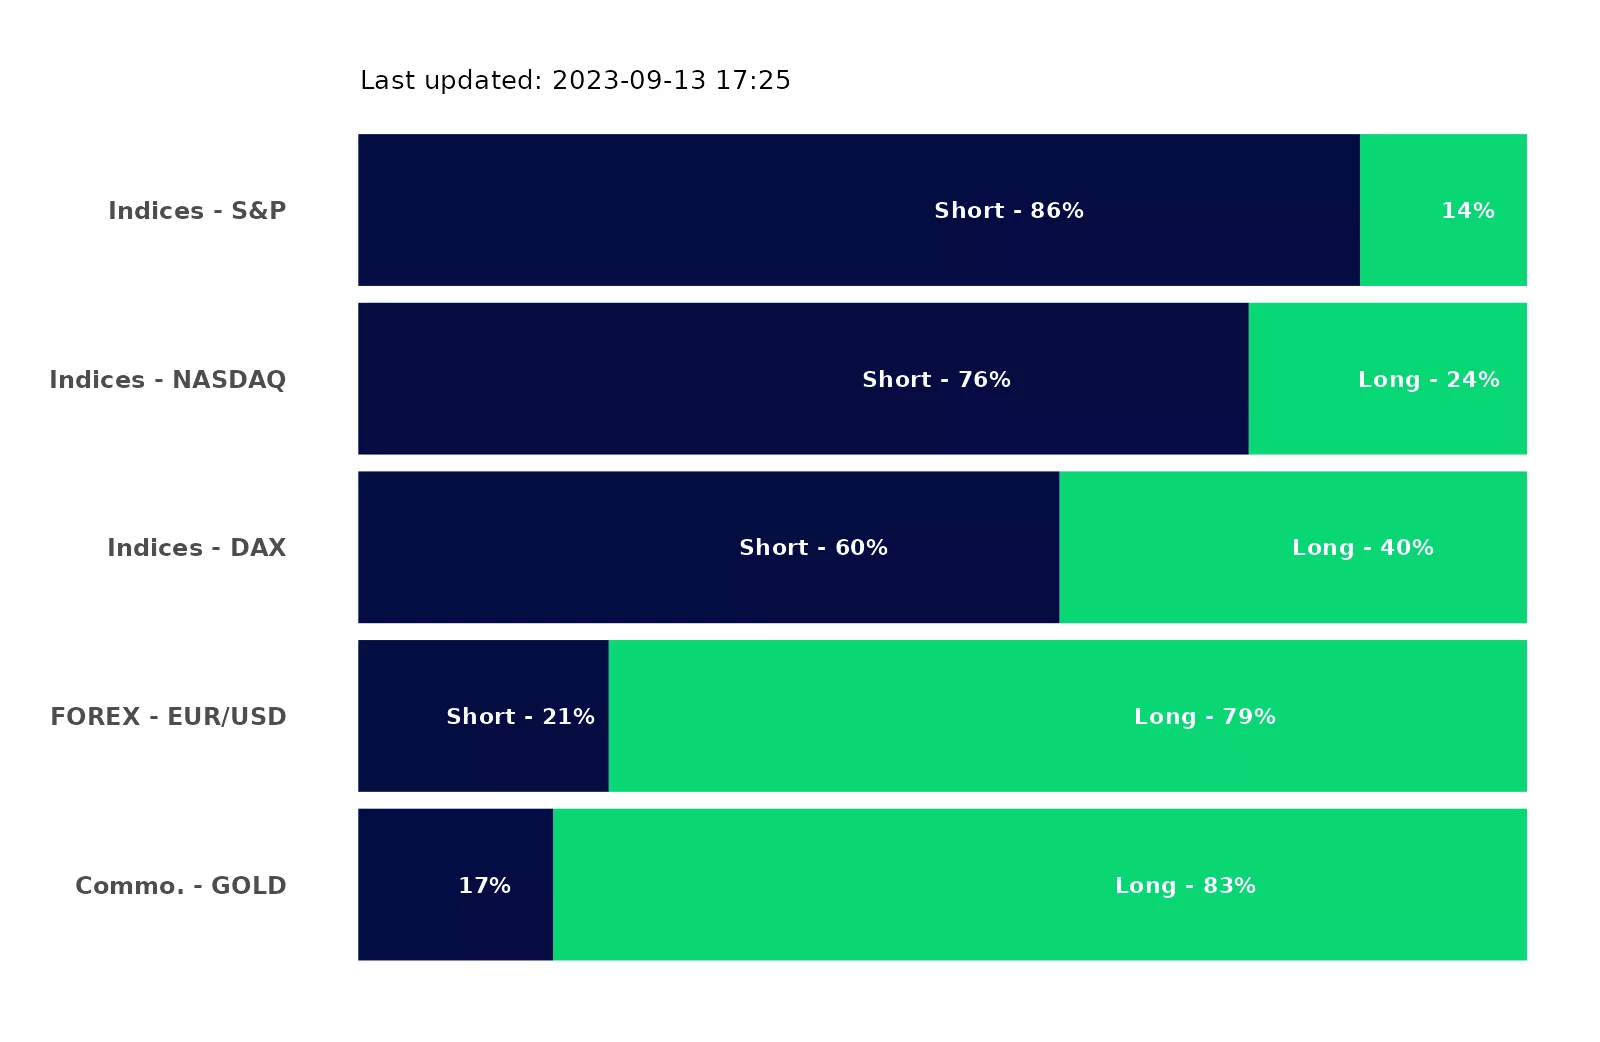 Last updated: 2023-09-13 17:25
Indices - S&P Short - 86% 14%
Indices - NASDAQ Short - 76% Long - 24%
Indices - DAX Short - 60% Long - 40%
FOREX - EUR/USD Short - 21% Long - 79%
Commo. - GOLD 17% Long - 83%